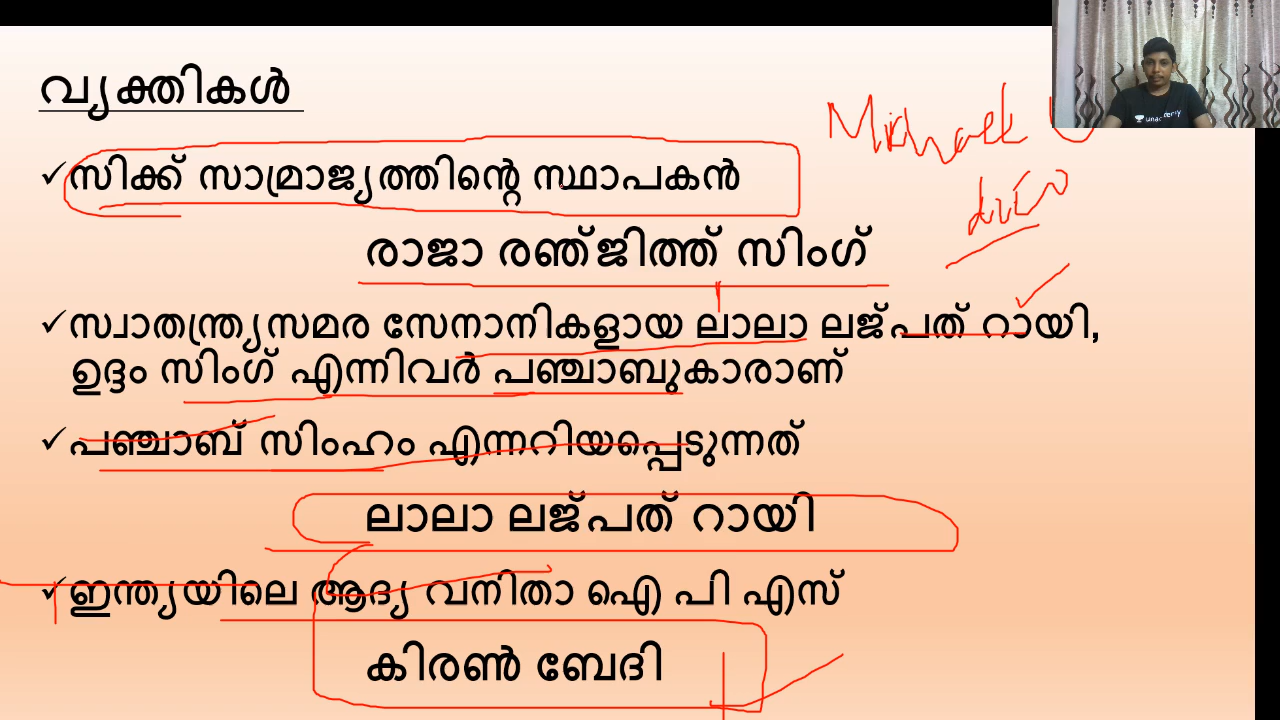 വ്യക്തികൾ
✓സിക്ക് സാമ്രാജ്യത്തിന്റെ സ്ഥാപകൻ
രാജാ രഞ്ജിത്ത് സിംഗ്
✓സ്വാതന്ത്ര്യസമര സേനാനികളായ ലാലാ ലജ്പത് റായി,
ഉദ്ദം സിംഗ് എന്നിവർ പഞ്ചാബുകാരാണ്
✓പഞ്ചാബ് സിംഹം എന്നറിയപ്പെടുന്നത്
ലാലാ ലജ്പത് റായി
✓ഇന്ത്യയിലെ ആദ്യ വനിതാ ഐ പി എസ്
കിരൺ ബേദി
Michael
unacademy